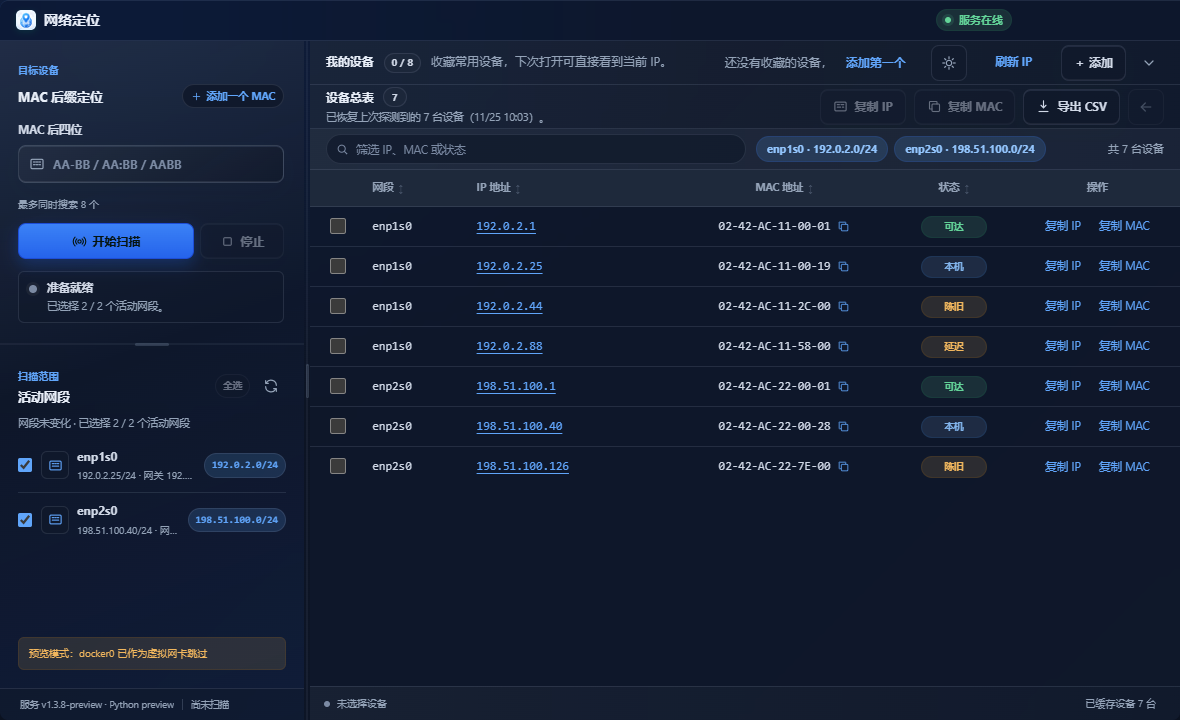 网络定位
服务在线
目标设备
MAC 后缀定位
+ 添加一个 MAC
MAC 后四位
AA-BB / AA:BB / AABB
最多同时搜索 8 个
开始扫描
停止
准备就绪
已选择 2 / 2 个活动网段。
扫描范围
活动网段
全选
网段未变化 · 已选择 2 / 2 个活动网段
enp1s0
192.0.2.25/24 · 网关 192....
192.0.2.0/24
enp2s0
198.51.100.40/24 · 网...
198.51.100.0/24
预览模式：docker0 已作为虚拟网卡跳过
服务 v1.3.8-preview · Python preview 尚未扫描
我的设备 0 / 8 收藏常用设备，下次打开可直接看到当前 IP。
还没有收藏的设备， 添加第一个
刷新 IP
+ 添加
设备总表 7
已恢复上次探测到的 7 台设备（11/25 10:03）。
复制 IP
复制 MAC
导出 CSV
筛选 IP、MAC 或状态
enp1s0 · 192.0.2.0/24
enp2s0 · 198.51.100.0/24
共 7 台设备
网段 IP 地址 MAC 地址 状态 操作
enp1s0 192.0.2.1 02-42-AC-11-00-01 可达 复制 IP 复制 MAC
enp1s0 192.0.2.25 02-42-AC-11-00-19 本机 复制 IP 复制 MAC
enp1s0 192.0.2.44 02-42-AC-11-2C-00 陈旧 复制 IP 复制 MAC
enp1s0 192.0.2.88 02-42-AC-11-58-00 延迟 复制 IP 复制 MAC
enp2s0 198.51.100.1 02-42-AC-22-00-01 可达 复制 IP 复制 MAC
enp2s0 198.51.100.40 02-42-AC-22-00-28 本机 复制 IP 复制 MAC
enp2s0 198.51.100.126 02-42-AC-22-7E-00 陈旧 复制 IP 复制 MAC
未选择设备
已缓存设备 7 台